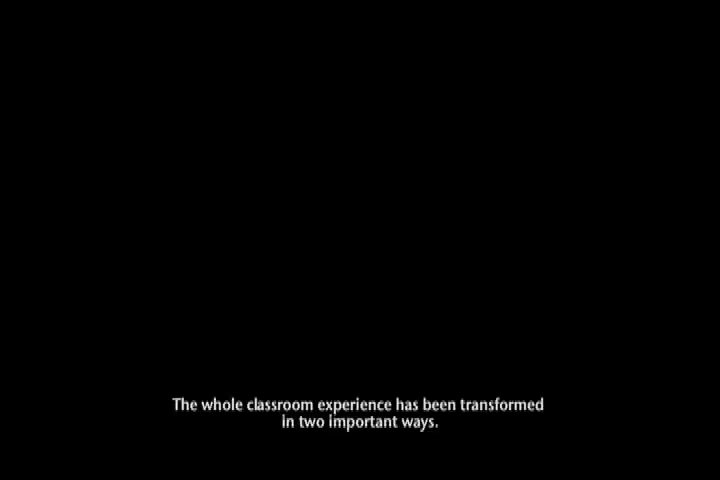 The whole classroom experience has been transformed
in two important ways.